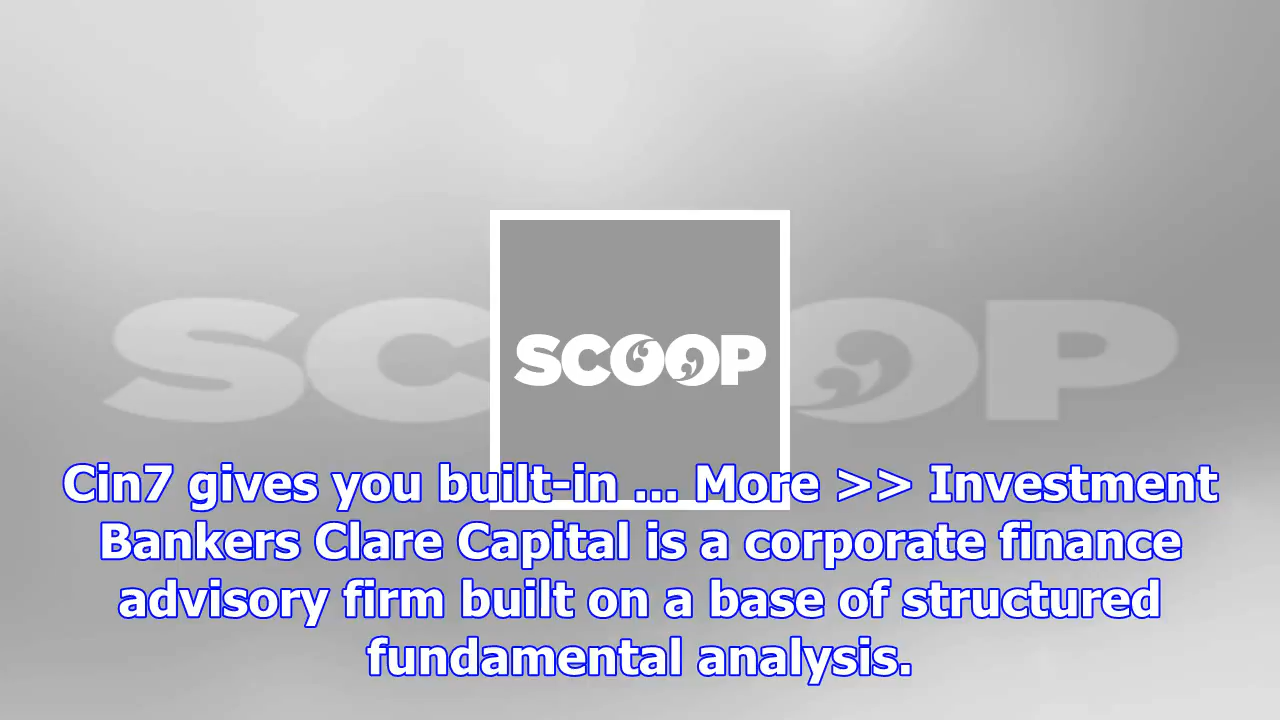 SCOOP
SCOOP
Cin7 gives you built-in ... More >> Investment
Bankers Clare Capital is a corporate finance
advisory firm built on a base of structured
fundamental analysis.